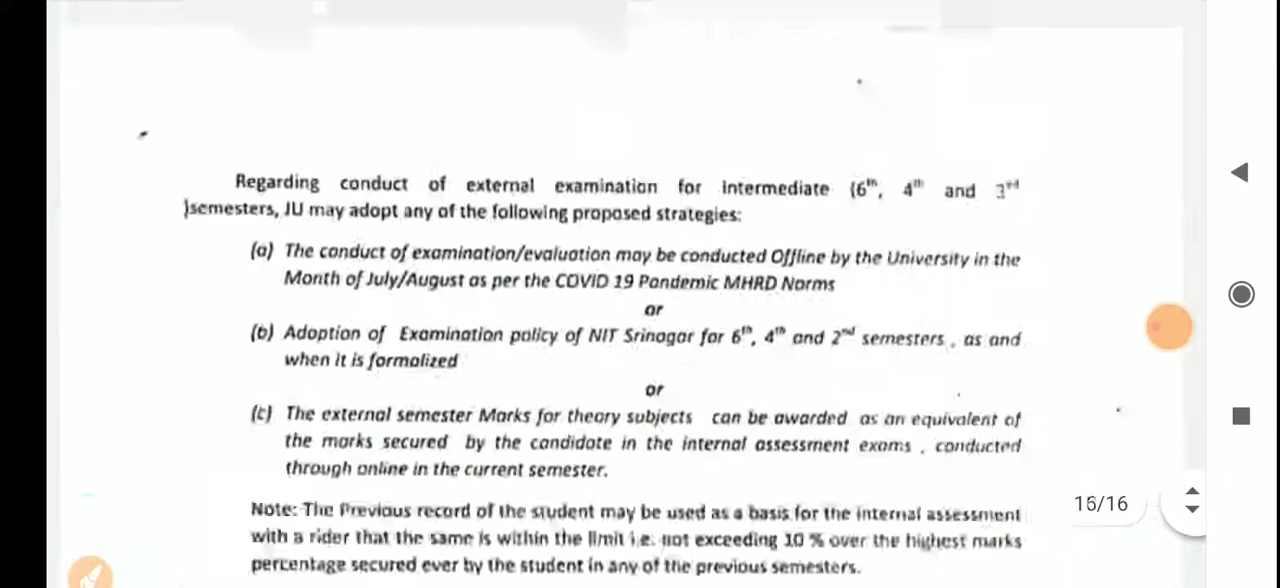 Regarding conduct of external examination for Intermediate (6th, 4th and 3rd
)semesters, JU may adopt any of the following proposed strategies:
(a) The conduct of examination/evaluation may be conducted Offline by the University in the
Month of July/August as per the COVID 19 Pandemic MHRD Norms
or
(b) Adoption of Examination policy of NIT Srinagar for 6th, 4th and 2nd semesters , as and
when it is formalized
or
(c) The external semester Marks for theory subjects can be awarded as an equivalent of
the marks secured by the candidate in the internal assessment exams , conducted
through online in the current semester.
16/16
Note: The Previous record of the student may be used as a basis for the internal assessment
with a rider that the same is within the limit i.e. not exceeding 10 % over the highest marks
percentage secured ever by the student in any of the previous semesters.